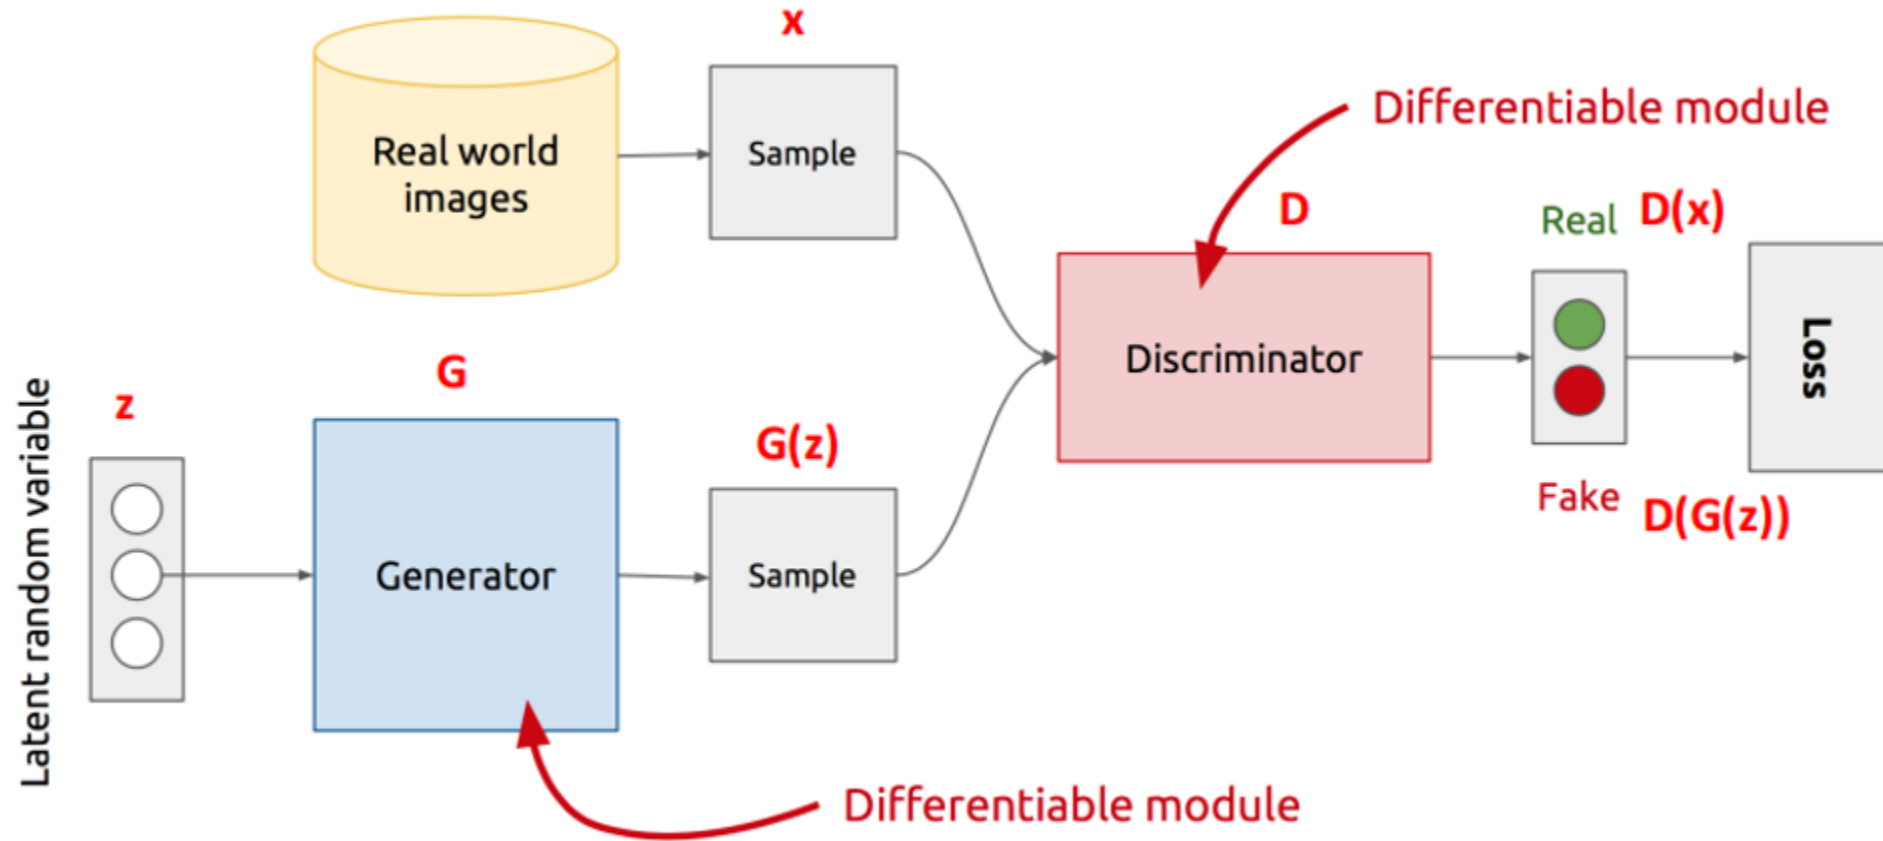 x
Real world
images
Sample
Differentiable module
D
Real
D(x)
Discriminator
Loss
Fake
D(G(z))
Latent random variable
z
G
Generator
G(z)
Sample
Differentiable module